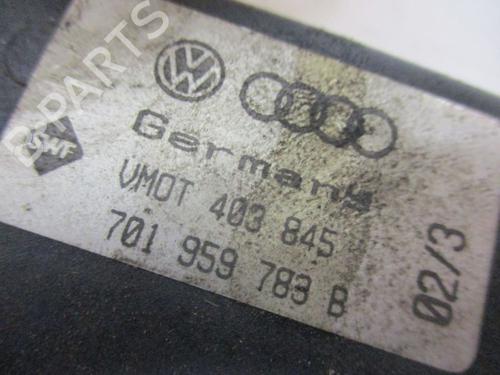 B-PARTS
SWF
Germany
VMOT 403 845
701 959 783 B
02/3